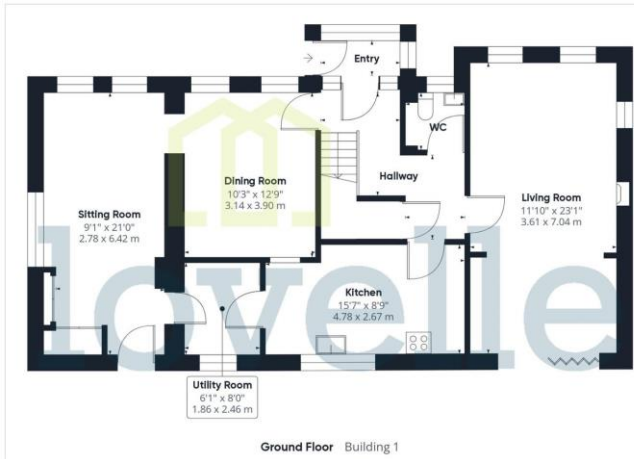 Entry
WC
Hallway
Dining Room
10'3" x 12'9"
3.14 x 3.90 m
Living Room
11'10" x 23'1"
3.61 x 7.04 m
Sitting Room
9'1" x 21'0"
2.78 x 6.42 m
lovelle
Kitchen
15'7" x 8'9"
4.78 x 2.67 m
Utility Room
6'1" x 8'0"
1.86 x 2.46 m
Ground Floor Building 1